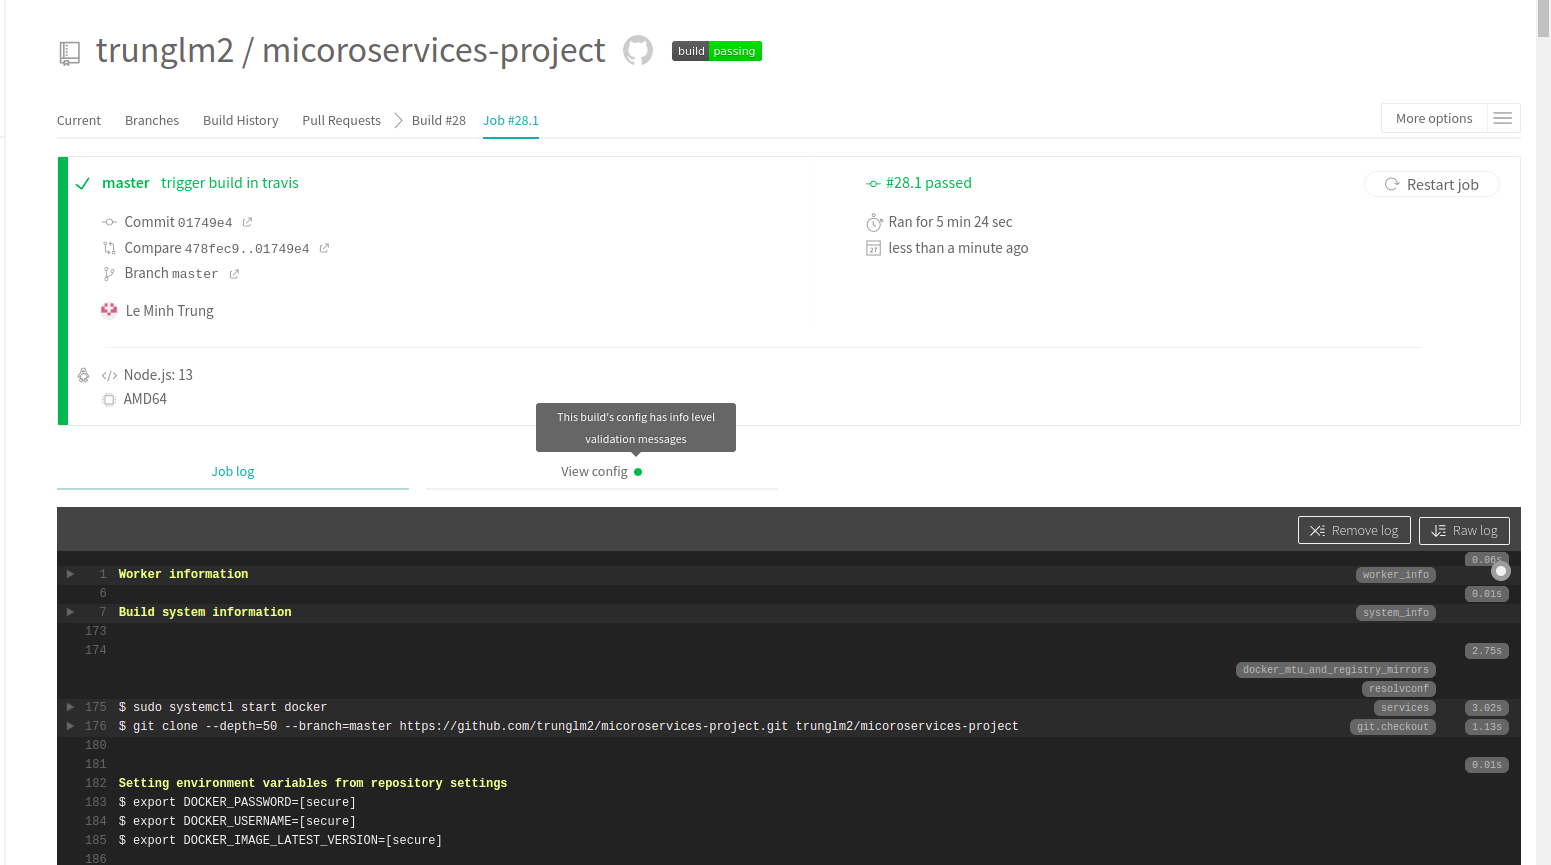 trunglm2 / micoroservices-project build passing
Current Branches Build History Pull Requests Build #28 Job #28.1 More options
master trigger build in travis #28.1 passed Restart job
Commit 01749e4 Ran for 5 min 24 sec
Compare 478fec9..01749e4 27 less than a minute ago
Branch master
Le Minh Trung
</> Node.js: 13
AMD64
This build's config has info level
validation messages
Job log View config
Remove log Raw log
0.06s
1 Worker information worker_info
6 0.01s
7 Build system information system_info
173
174 2.75s
docker_mtu_and_registry_mirrors
resolvconf
175 $ sudo systemctl start docker services 3.02s
176 $ git clone --depth=50 --branch=master https://github.com/trunglm2/micoroservices-project.git trunglm2/micoroservices-project git.checkout 1.13s
180
181 0.01s
182 Setting environment variables from repository settings
183 $ export DOCKER_PASSWORD=[secure]
184 $ export DOCKER_USERNAME=[secure]
185 $ export DOCKER_IMAGE_LATEST_VERSION=[secure]
186